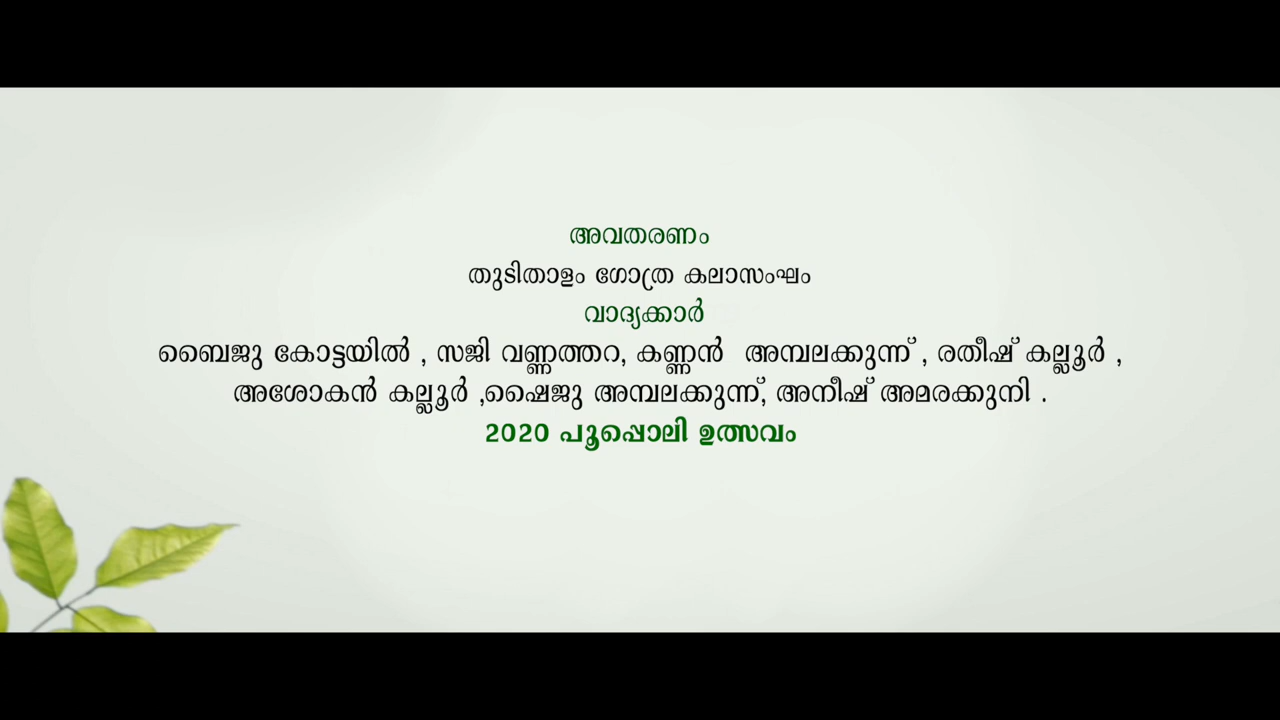 അവതരണം
തുടിതാളം ഗോത്ര കലാസംഘം
വാദ്യക്കാർ
ബൈജു കോട്ടയിൽ , സജി വണ്ണത്തറ, കണ്ണൻ അമ്പലക്കുന്ന് , രതീഷ് കല്ലൂർ ,
അശോകൻ കല്ലൂർ ,ഷൈജു അമ്പലക്കുന്ന്, അനീഷ് അമരക്കുനി .
2020 പൂപ്പൊലി ഉത്സവം